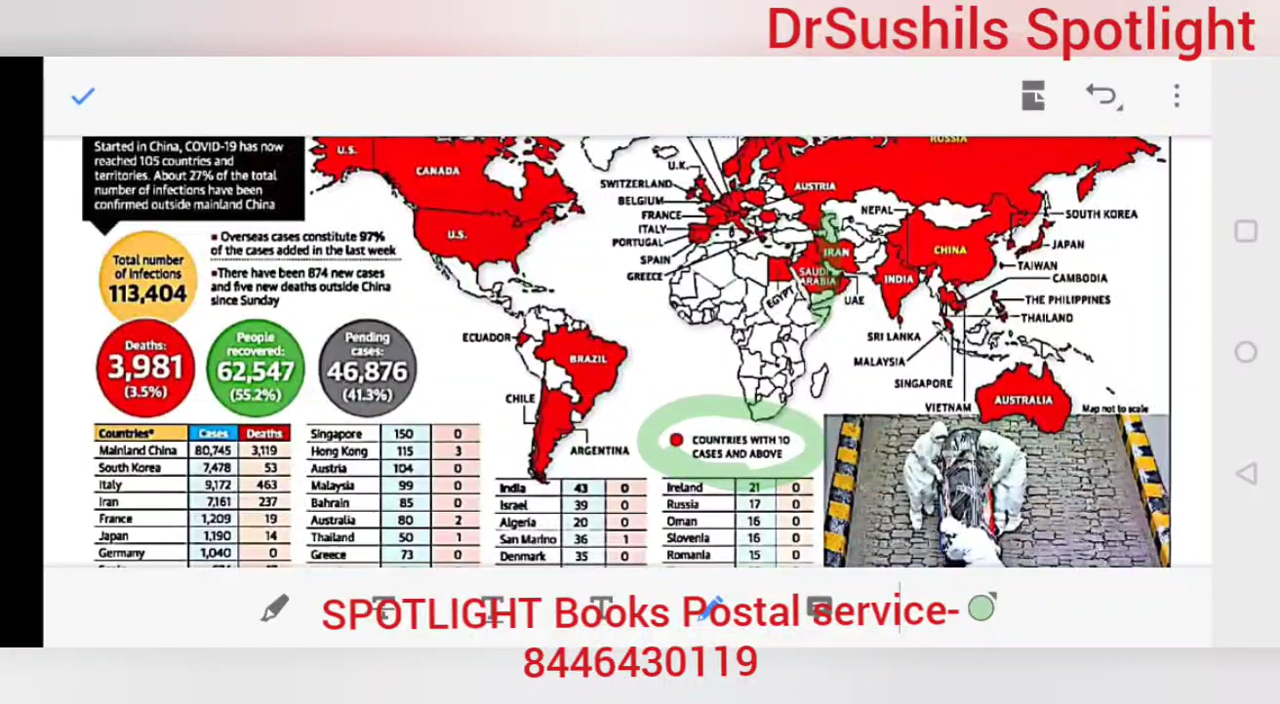 DrSushils Spotlight
Started in China, COVID-19 has now
reached 105 countries and
territories. About 27% of the total
number of infections have been
confirmed outside mainland China
Total number
of infections
113,404
▪ Overseas cases constitute 97%
of the cases added in the last week
▪There have been 874 new cases
and five new deaths outside China
since Sunday
Deaths:
3,981
(3.5%)
People
recovered:
62,547
(55.2%)
Pending
cases:
46,876
(41.3%)
U.S.
CANADA
U.S.
ECUADOR
BRAZIL
CHILE
ARGENTINA
U.K.
SWITZERLAND
BELGIUM
FRANCE
ITALY
PORTUGAL
SPAIN
GREECE
AUSTRIA
RUSSIA
NEPAL
SOUTH KOREA
JAPAN
CHINA
IRAN
SAUDI
ARABIA
EGYPT
UAE
INDIA
TAIWAN
CAMBODIA
THE PHILIPPINES
THAILAND
SRI LANKA
MALAYSIA
SINGAPORE
VIETNAM
AUSTRALIA
Map not to scale
COUNTRIES WITH 10
CASES AND ABOVE
Countries* Cases Deaths
Mainland China 80,745 3,119
South Korea 7,478 53
Italy 9,172 463
Iran 7,161 237
France 1,209 19
Japan 1,190 14
Germany 1,040 0
Singapore 150 0
Hong Kong 115 3
Austria 104 0
Malaysia 99 0
Bahrain 85 0
Australia 80 2
Thailand 50 1
Greece 73 0
India 43 0
Israel 39 0
Algeria 20 0
San Marino 36 1
Denmark 35 0
Ireland 21 0
Russia 17 0
Oman 16 0
Slovenia 16 0
Romania 15 0
SPOTLIGHT Books Postal service-
8446430119